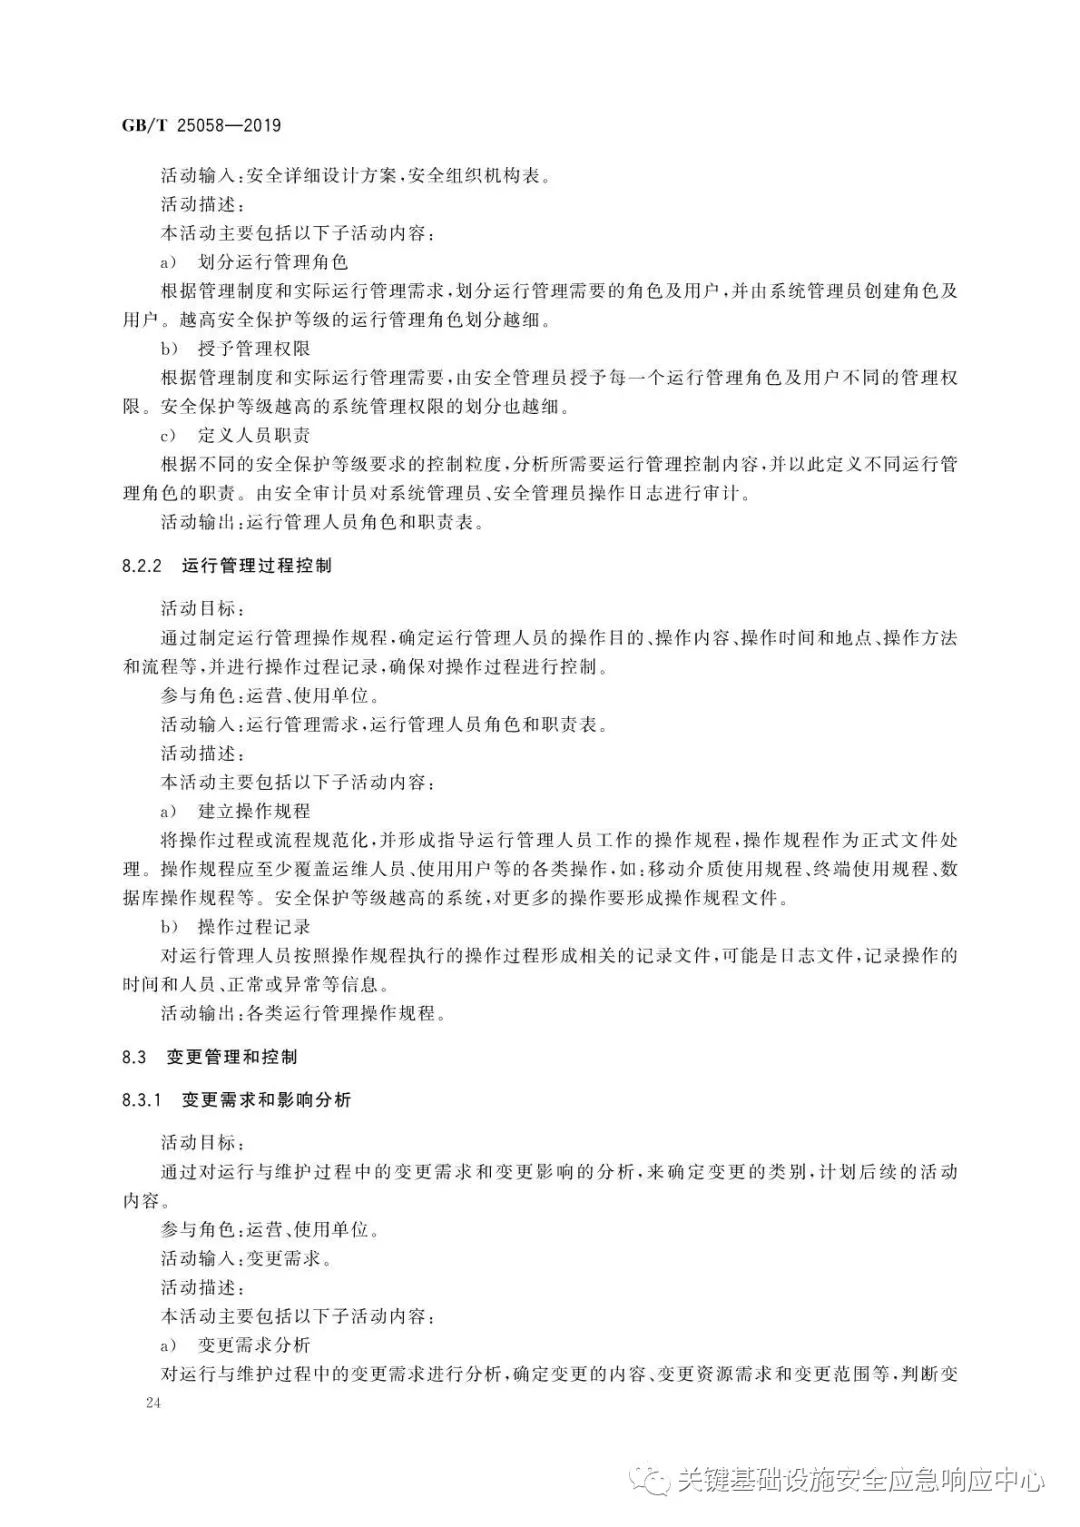 GB/T 25058—2019
活动输入:安全详细设计方案,安全组织机构表。
活动描述:
本活动主要包括以下子活动内容:
a) 划分运行管理角色
根据管理制度和实际运行管理需求,划分运行管理需要的角色及用户,并由系统管理员创建角色及
用户。越高安全保护等级的运行管理角色划分越细。
b) 授予管理权限
根据管理制度和实际运行管理需要,由安全管理员授予每一个运行管理角色及用户不同的管理权
限。安全保护等级越高的系统管理权限的划分也越细。
c) 定义人员职责
根据不同的安全保护等级要求的控制粒度,分析所需要运行管理控制内容,并以此定义不同运行管
理角色的职责。由安全审计员对系统管理员、安全管理员操作日志进行审计。
活动输出:运行管理人员角色和职责表。
8.2.2 运行管理过程控制
活动目标:
通过制定运行管理操作规程,确定运行管理人员的操作目的、操作内容、操作时间和地点、操作方法
和流程等,并进行操作过程记录,确保对操作过程进行控制。
参与角色:运营、使用单位。
活动输入:运行管理需求,运行管理人员角色和职责表。
活动描述:
本活动主要包括以下子活动内容:
a) 建立操作规程
将操作过程或流程规范化,并形成指导运行管理人员工作的操作规程,操作规程作为正式文件处
理。操作规程应至少覆盖运维人员、使用用户等的各类操作,如:移动介质使用规程、终端使用规程、数
据库操作规程等。安全保护等级越高的系统,对更多的操作要形成操作规程文件。
b) 操作过程记录
对运行管理人员按照操作规程执行的操作过程形成相关的记录文件,可能是日志文件,记录操作的
时间和人员、正常或异常等信息。
活动输出:各类运行管理操作规程。
8.3 变更管理和控制
8.3.1 变更需求和影响分析
活动目标:
通过对运行与维护过程中的变更需求和变更影响的分析,来确定变更的类别,计划后续的活动
内容。
参与角色:运营、使用单位。
活动输入:变更需求。
活动描述:
本活动主要包括以下子活动内容:
a) 变更需求分析
对运行与维护过程中的变更需求进行分析,确定变更的内容、变更资源需求和变更范围等,判断变
24
关键基础设施安全应急响应中心